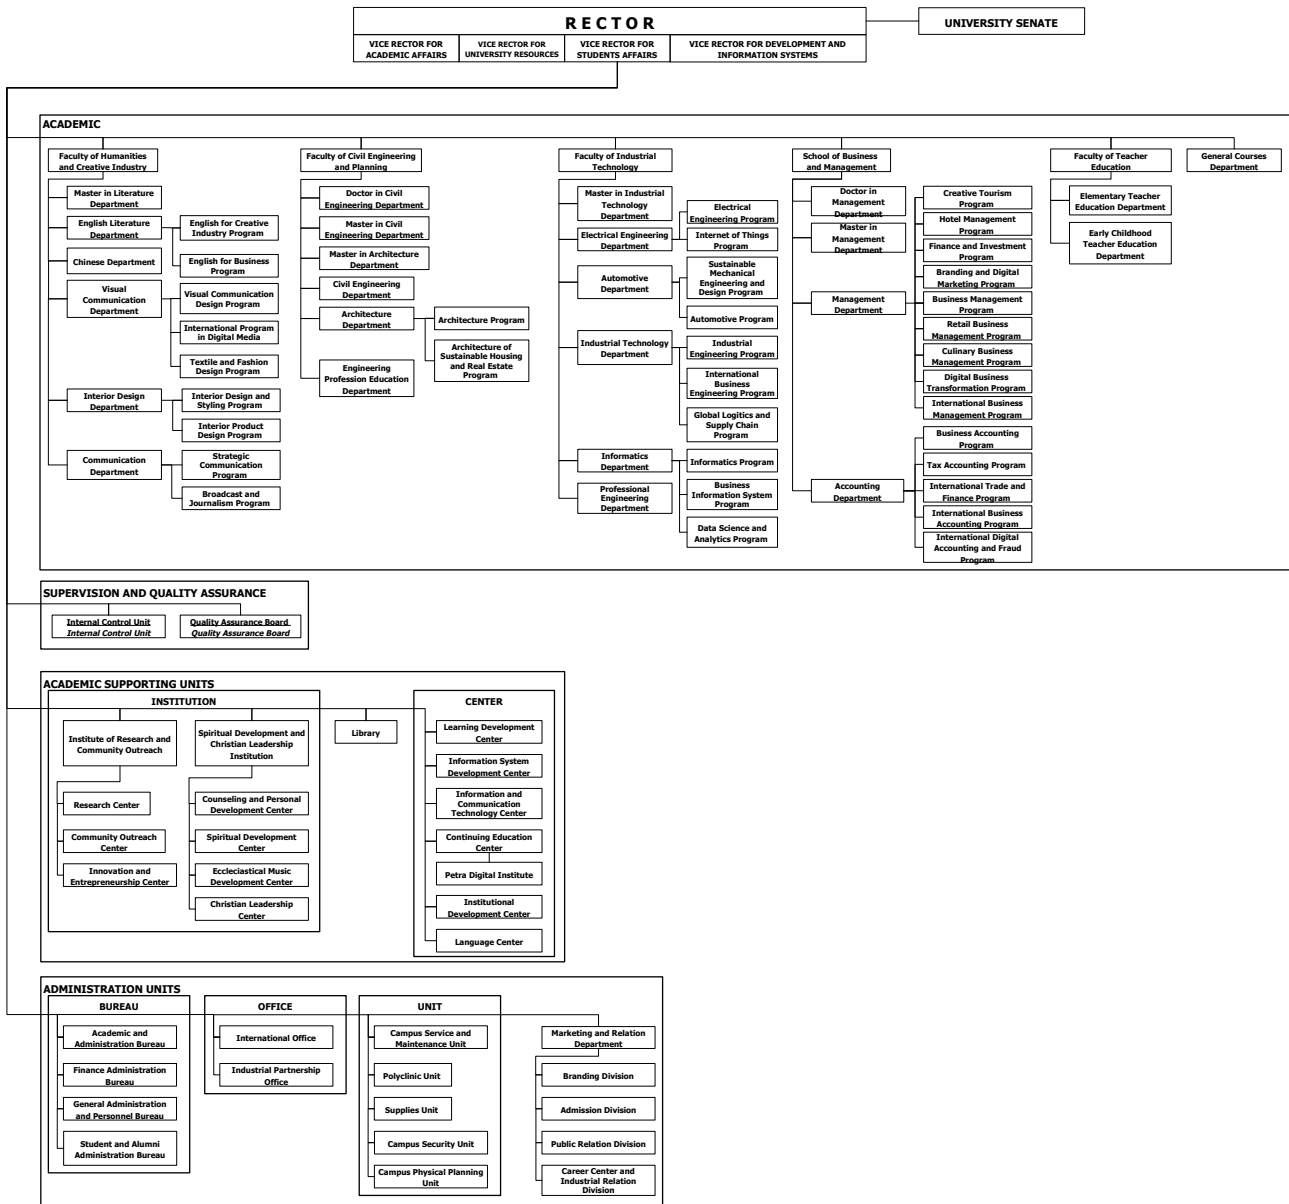 RECTOR
UNIVERSITY SENATE
VICE RECTOR FOR
ACADEMIC AFFAIRS
VICE RECTOR FOR
UNIVERSITY RESOURCES
VICE RECTOR FOR
STUDENTS AFFAIRS
VICE RECTOR FOR DEVELOPMENT AND
INFORMATION SYSTEMS
ACADEMIC
Faculty of Humanities
and Creative Industry
Master in Literature
Department
English Literature
Department
English for Creative
Industry Program
English for Business
Program
Chinese Department
Visual
Communication
Department
Visual Communication
Design Program
International Program
in Digital Media
Textile and Fashion
Design Program
Interior Design
Department
Interior Design and
Styling Program
Interior Product
Design Program
Communication
Department
Strategic
Communication
Program
Broadcast and
Journalism Program
Faculty of Civil Engineering
and Planning
Doctor in Civil
Engineering Department
Master in Civil
Engineering Department
Master in Architecture
Department
Civil Engineering
Department
Architecture
Department
Architecture Program
Architecture of
Sustainable Housing
and Real Estate
Program
Engineering
Profession Education
Department
Faculty of Industrial
Technology
Master in Industrial
Technology
Department
Electrical Engineering
Department
Electrical
Engineering Program
Internet of Things
Program
Automotive
Department
Sustainable
Mechanical
Engineering and
Design Program
Automotive Program
Industrial Technology
Department
Industrial
Engineering Program
International
Business
Engineering Program
Global Logitics and
Supply Chain
Program
Informatics
Department
Informatics Program
Business
Information System
Program
Data Science and
Analytics Program
Professional
Engineering
Department
School of Business
and Management
Doctor in
Management
Department
Master in
Management
Department
Management
Department
Creative Tourism
Program
Hotel Management
Program
Finance and Investment
Program
Branding and Digital
Marketing Program
Business Management
Program
Retail Business
Management Program
Culinary Business
Management Program
Digital Business
Transformation Program
International Business
Management Program
Accounting
Department
Business Accounting
Program
Tax Accounting Program
International Trade and
Finance Program
International Business
Accounting Program
International Digital
Accounting and Fraud
Program
Faculty of Teacher
Education
Elementary Teacher
Education Department
Early Childhood
Teacher Education
Department
General Courses
Department
SUPERVISION AND QUALITY ASSURANCE
Internal Control Unit
Internal Control Unit
Quality Assurance Board
Quality Assurance Board
ACADEMIC SUPPORTING UNITS
INSTITUTION
Institute of Research and
Community Outreach
Research Center
Community Outreach
Center
Innovation and
Entrepreneurship Center
Spiritual Development and
Christian Leadership
Institution
Counseling and Personal
Development Center
Spiritual Development
Center
Eccleciastical Music
Development Center
Christian Leadership
Center
Library
CENTER
Learning Development
Center
Information System
Development Center
Information and
Communication
Technology Center
Continuing Education
Center
Petra Digital Institute
Institutional
Development Center
Language Center
ADMINISTRATION UNITS
BUREAU
Academic and
Administration Bureau
Finance Administration
Bureau
General Administration
and Personnel Bureau
Student and Alumni
Administration Bureau
OFFICE
International Office
Industrial Partnership
Office
UNIT
Campus Service and
Maintenance Unit
Polyclinic Unit
Supplies Unit
Campus Security Unit
Campus Physical Planning
Unit
Marketing and Relation
Department
Branding Division
Admission Division
Public Relation Division
Career Center and
Industrial Relation
Division